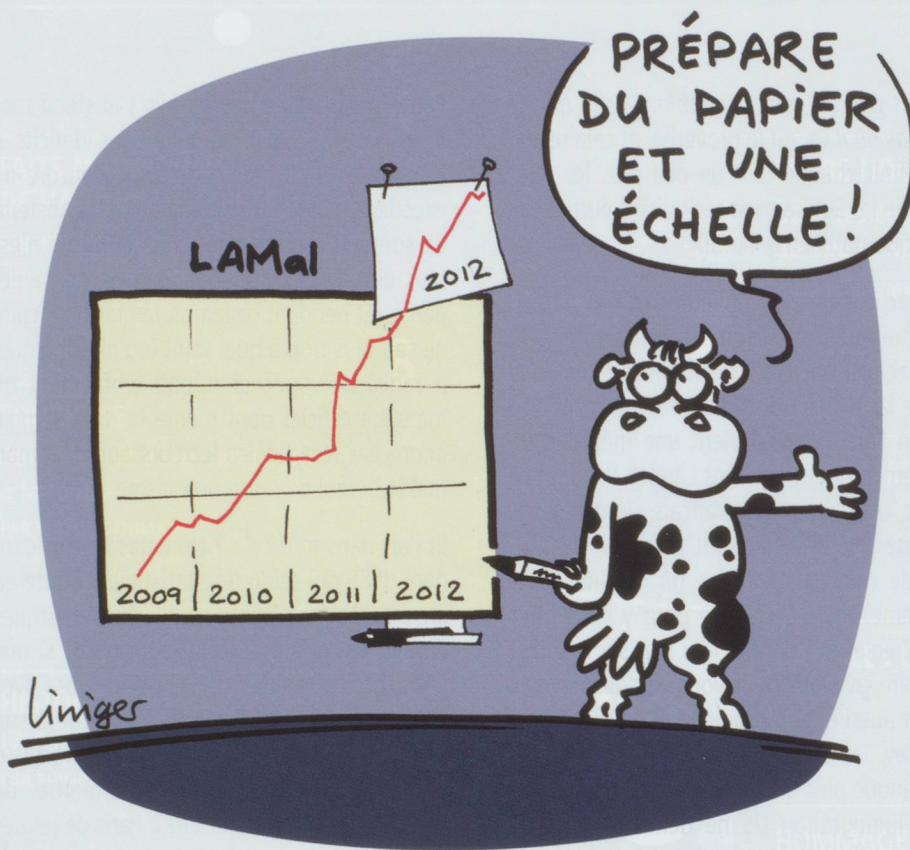 PRÉPARE
DU PAPIER
ET UNE
ÉCHELLE!
LAMal
2012
2009 | 2010 | 2011 | 2012
liniger